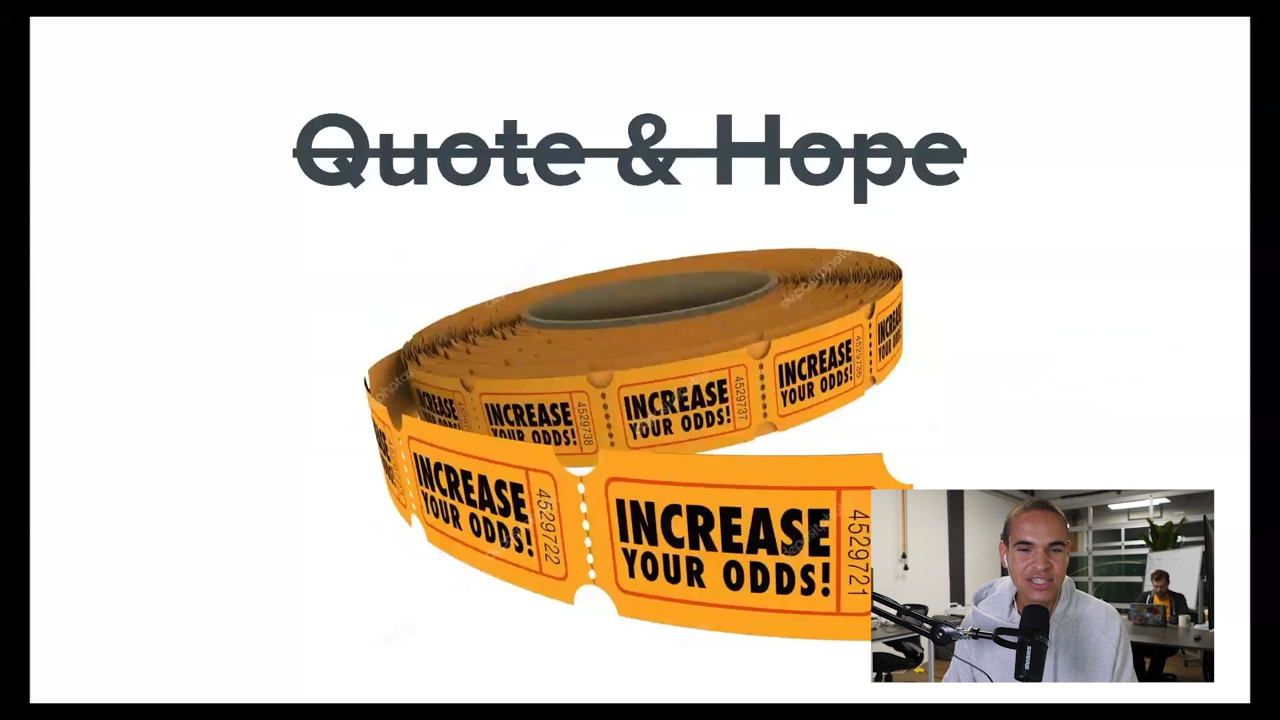 Quote & Hope
INCREASE
YOUR ODDS!
4529736
INCREASE
YOUR ODDS!
4529737
INCREASE
YOUR ODDS!
4529738
INCREASE
YOUR ODDS!
4529722
INCREASE
YOUR ODDS!
4529721